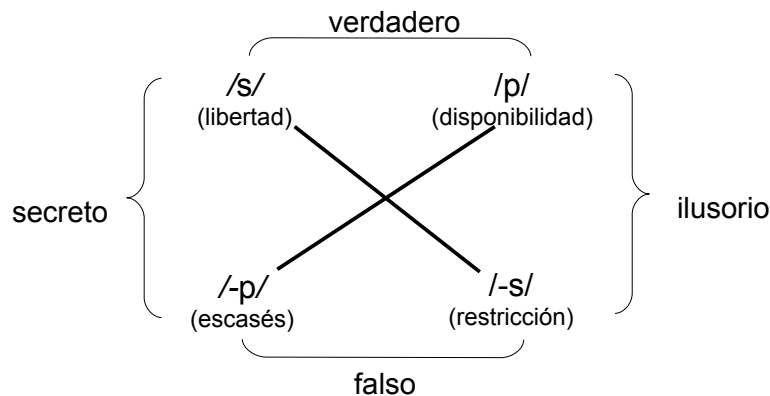 verdadero
/s/
(libertad)
/p/
(disponibilidad)
secreto
ilusorio
/-p/
(escasés)
/-s/
(restricción)
falso